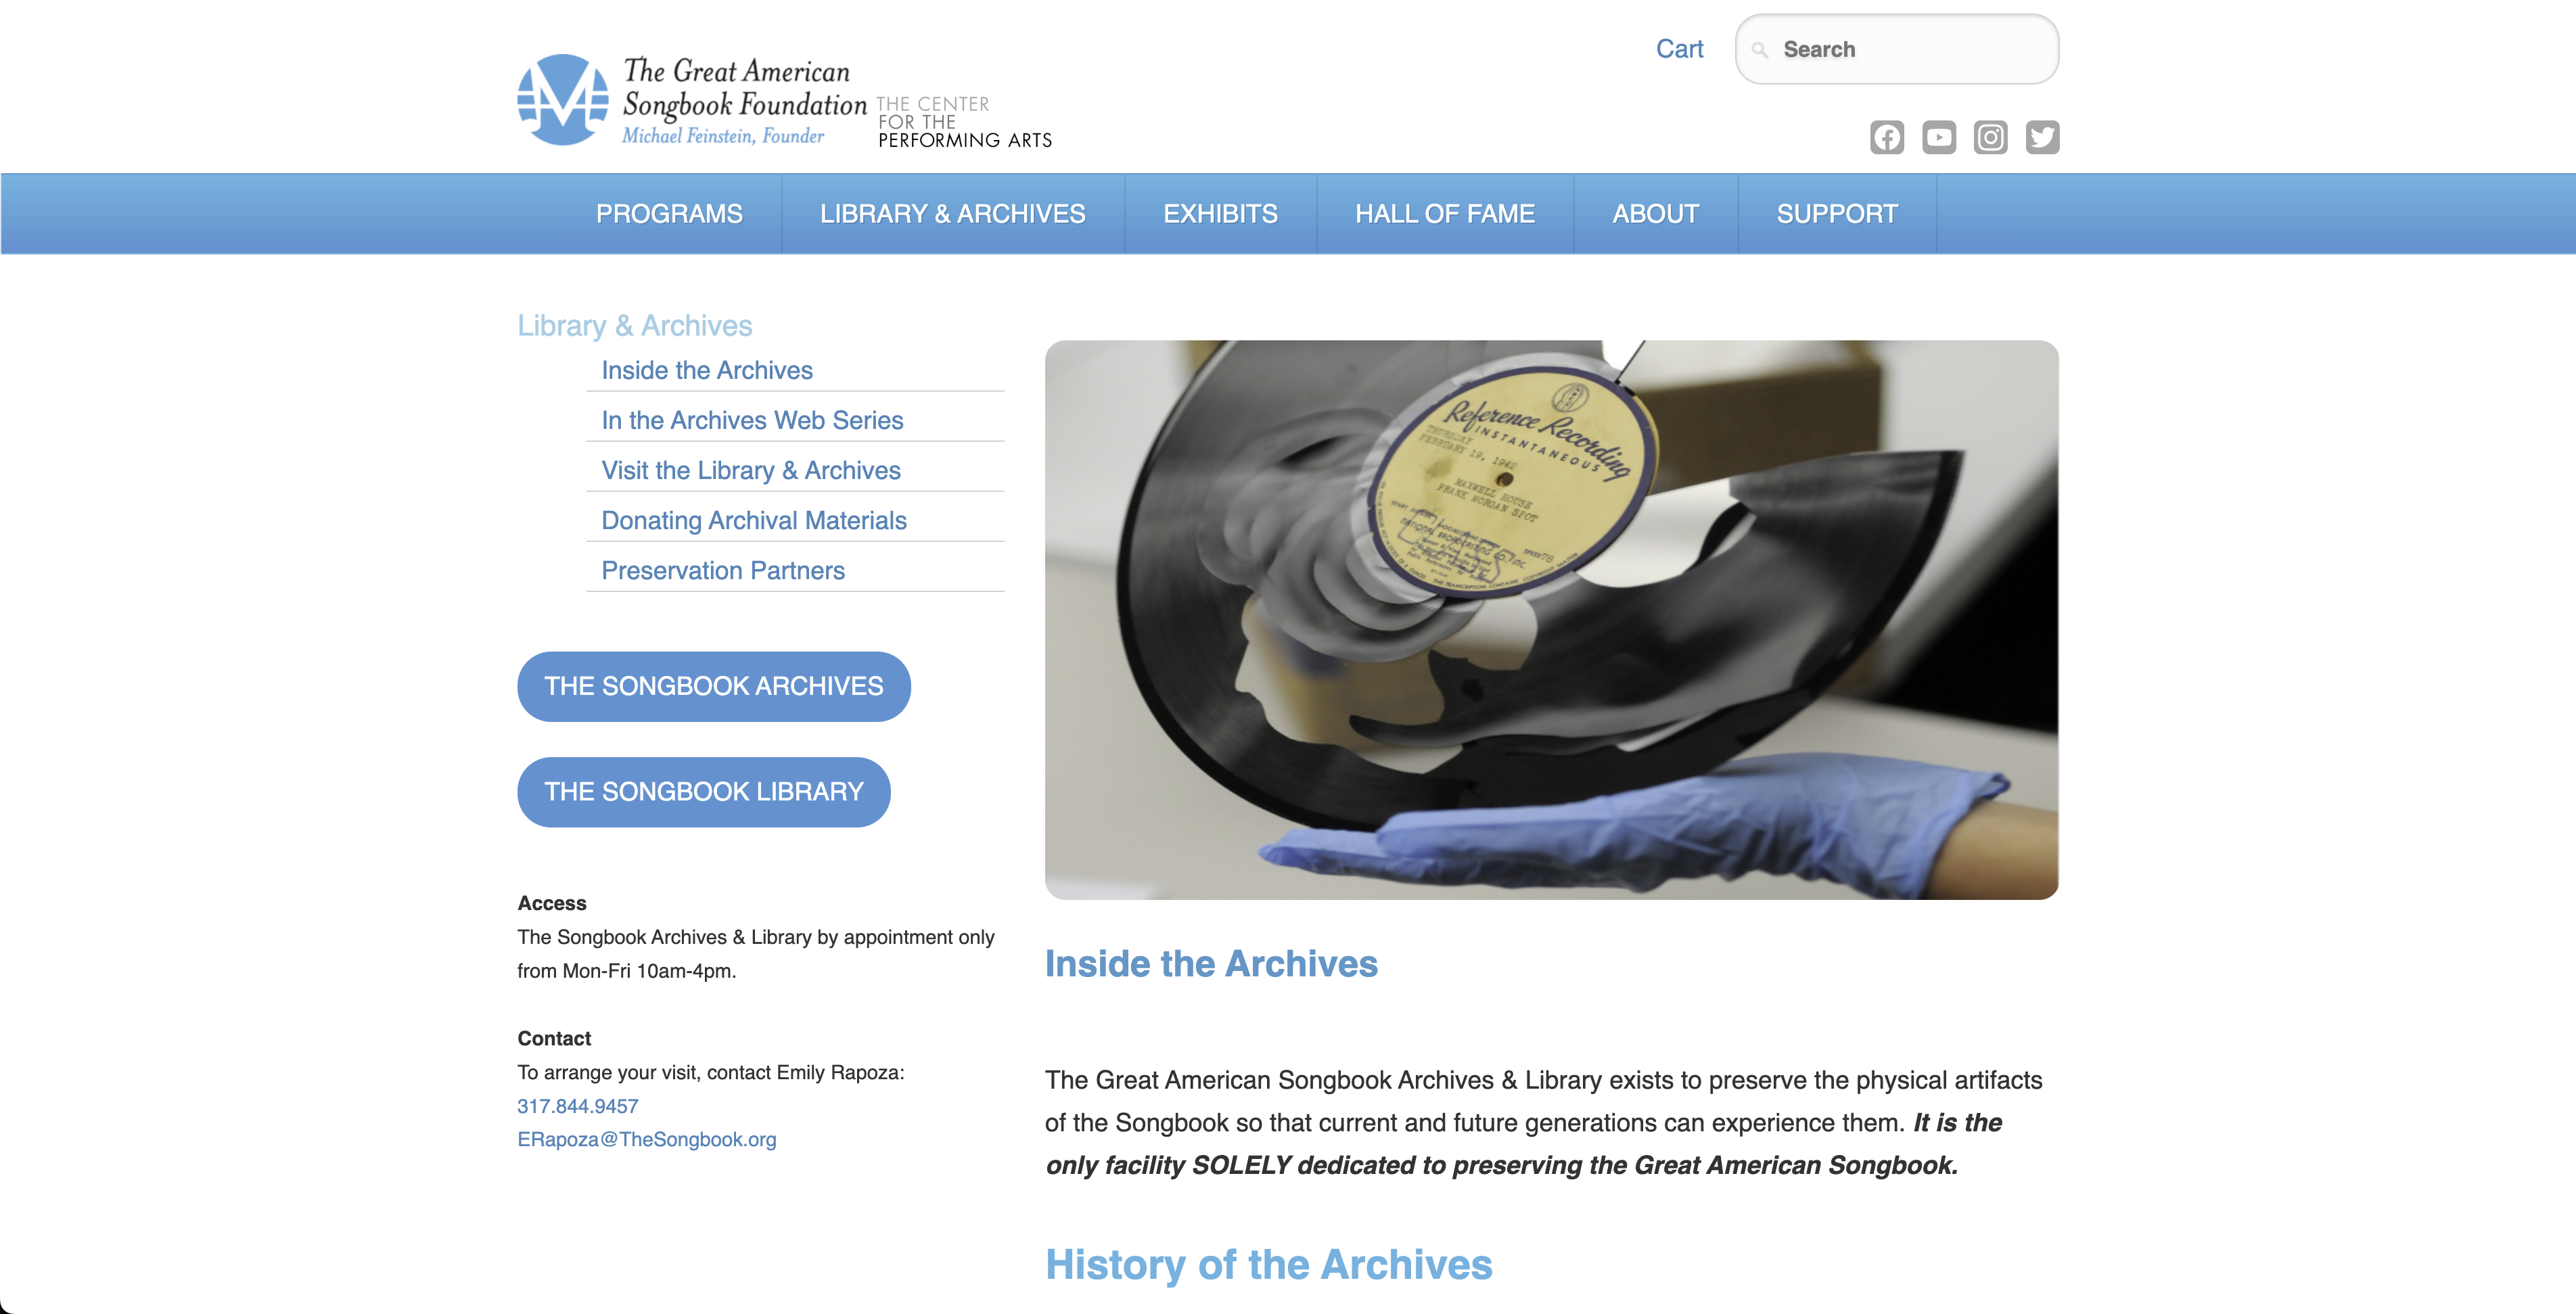 The Great American
Songbook Foundation
Michael Feinstein, Founder
THE CENTER
FOR THE
PERFORMING ARTS
Cart
Search
PROGRAMS
LIBRARY & ARCHIVES
EXHIBITS
HALL OF FAME
ABOUT
SUPPORT
Library & Archives
Inside the Archives
In the Archives Web Series
Visit the Library & Archives
Donating Archival Materials
Preservation Partners
THE SONGBOOK ARCHIVES
THE SONGBOOK LIBRARY
Access
The Songbook Archives & Library by appointment only
from Mon-Fri 10am-4pm.
Contact
To arrange your visit, contact Emily Rapoza:
317.844.9457
ERapoza@TheSongbook.org
Reference Recording
INSTANTANEOUS
THURSDAY
FEBRUARY 19, 1942
MAXWELL HOUSE
FRANK MORGAN SPOT
NATIONAL BROADCASTING CO. INC.
SPEED 78
Inside the Archives
The Great American Songbook Archives & Library exists to preserve the physical artifacts
of the Songbook so that current and future generations can experience them. It is the
only facility SOLELY dedicated to preserving the Great American Songbook.
History of the Archives